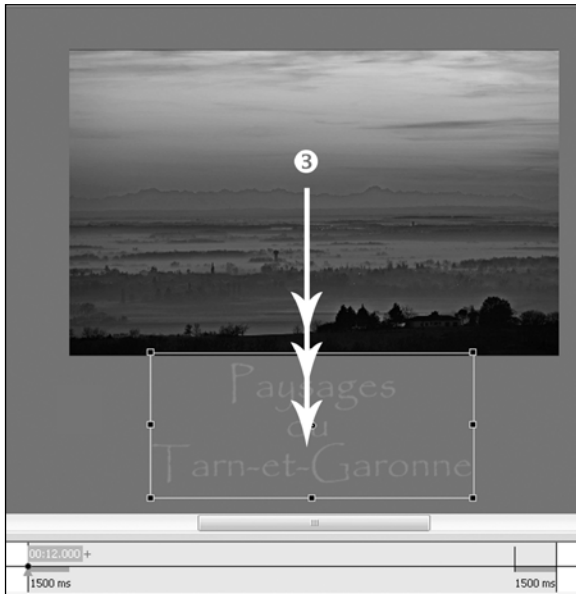 3
Paysages
du
Tarn-et-Garonne
00:12.000 +
1500 ms 1500 ms